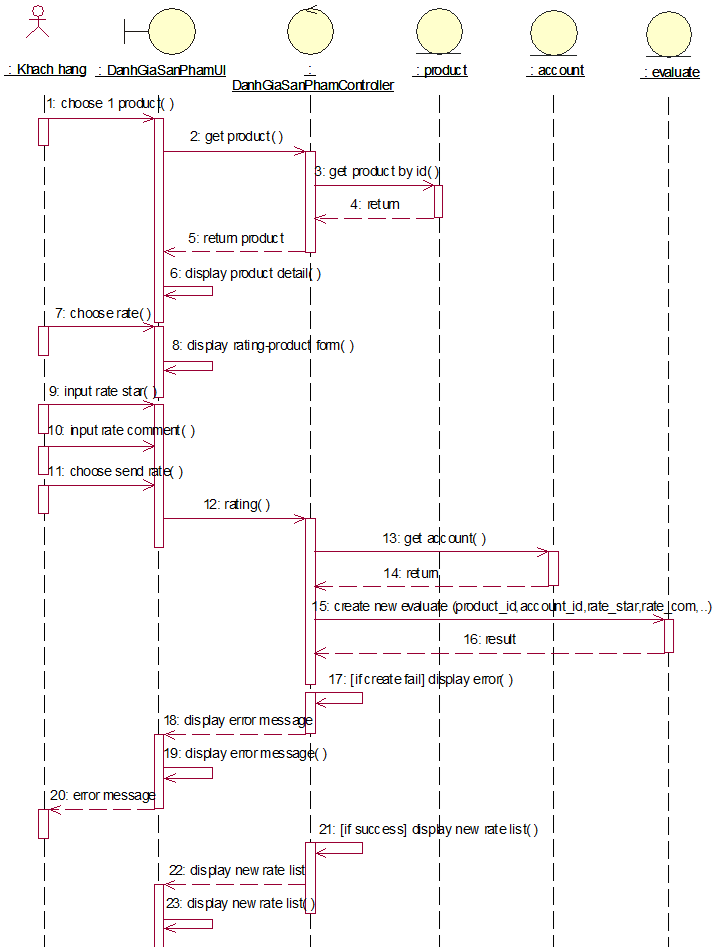 : Khach hang
: DanhGiaSanPhamUI
:
DanhGiaSanPhamController
: product
: account
: evaluate
1: choose 1 product( )
2: get product( )
3: get product by id( )
4: return
5: return product
6: display product detail( )
7: choose rate( )
8: display rating-product form( )
9: input rate star( )
10: input rate comment( )
11: choose send rate( )
12: rating( )
13: get account( )
14: return
15: create new evaluate (product_id,account_id,rate_star,rate_com,..)
16: result
17: [if create fail] display error( )
18: display error message
19: display error message( )
20: error message
21: [if success] display new rate list( )
22: display new rate list
23: display new rate list( )